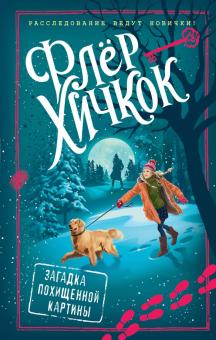 РАССЛЕДОВАНИЕ ВЕДУТ НОВИЧКИ!
ФЛЁР
ХИЧКОК
ЗАГАДКА
ПОХИЩЕННОЙ
КАРТИНЫ